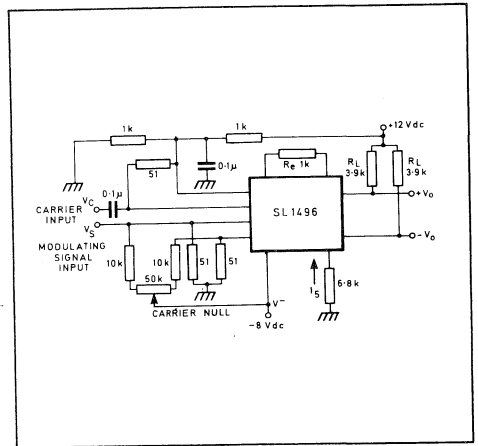 1k
1k
+12 Vdc
51
0·1μ
Re 1k
RL
3·9k
RL
3·9k
0·1μ
VC
CARRIER
INPUT
+Vo
SL1496
VS
MODULATING
SIGNAL
INPUT
-Vo
10k
10k
51
51
50k
I5
6·8k
V-
CARRIER NULL
-8 Vdc